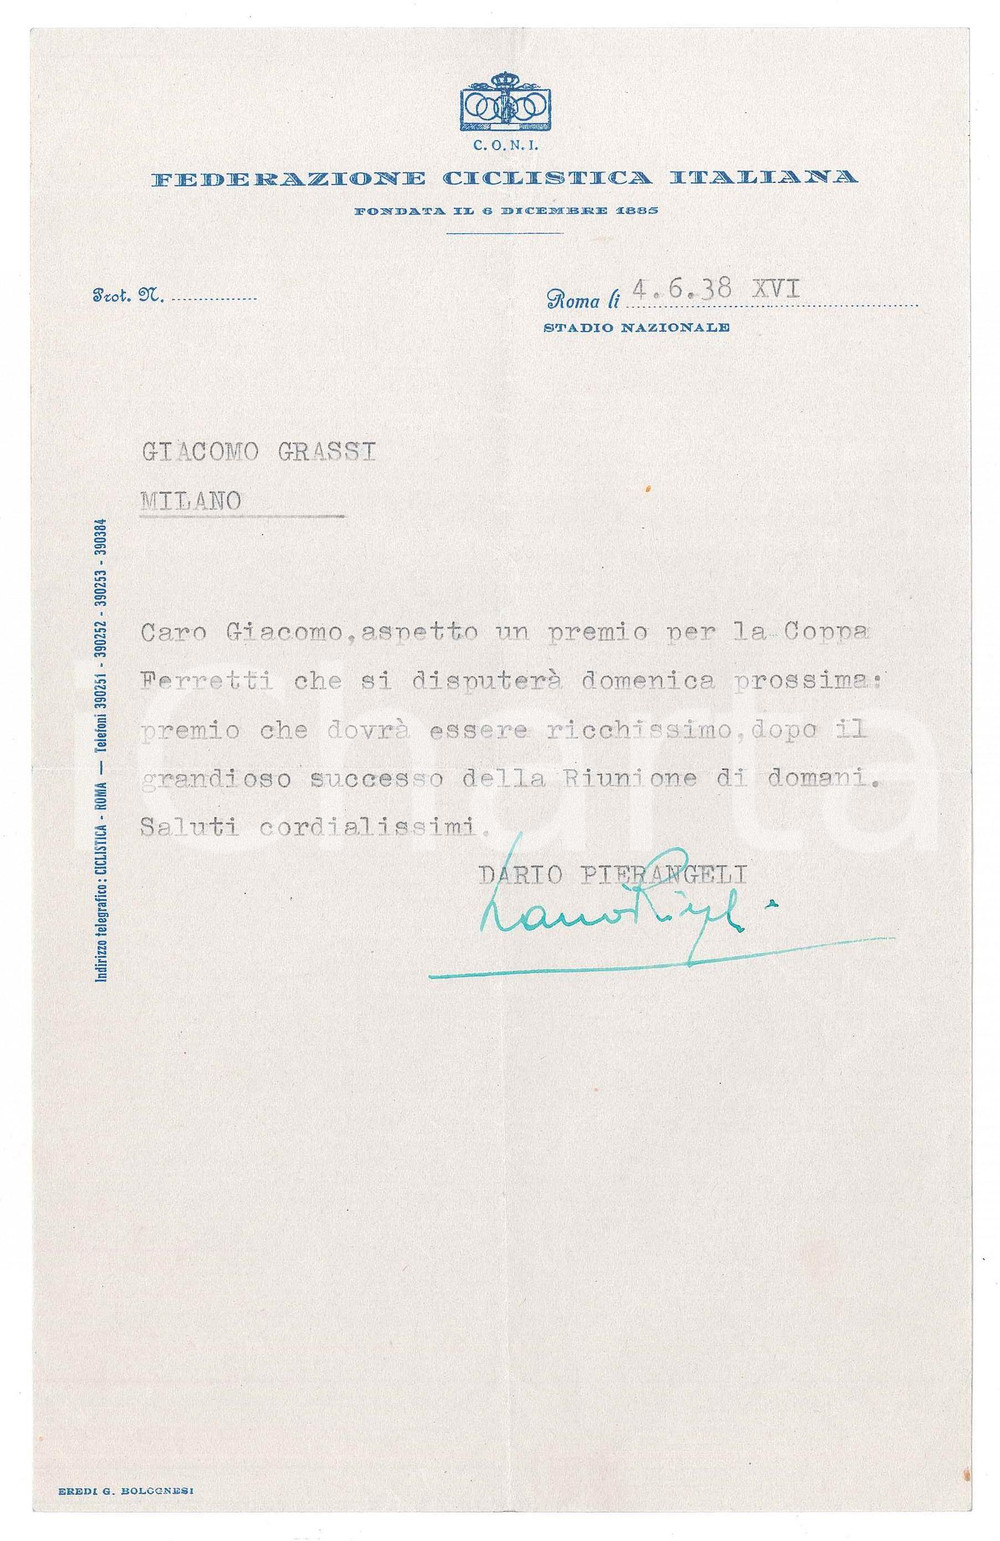 C.O.N.I.
FEDERAZIONE CICLISTICA ITALIANA
FONDATA IL 6 DICEMBRE 1885
Prot. N. ................
Roma li 4.6.38 XVI
STADIO NAZIONALE
GIACOMO GRASSI
MILANO
Indirizzo telegrafico: CICLISTICA - ROMA — Telefoni 390251 - 390252 - 390253 - 390384
Caro Giacomo,aspetto un premio per la Coppa
Ferretti che si disputerà domenica prossima:
premio che dovrà essere ricchissimo,dopo il
grandioso successo della Riunione di domani.
Saluti cordialissimi.
DARIO PIERANGELI
iCharta
EREDI G. BOLOGNESI